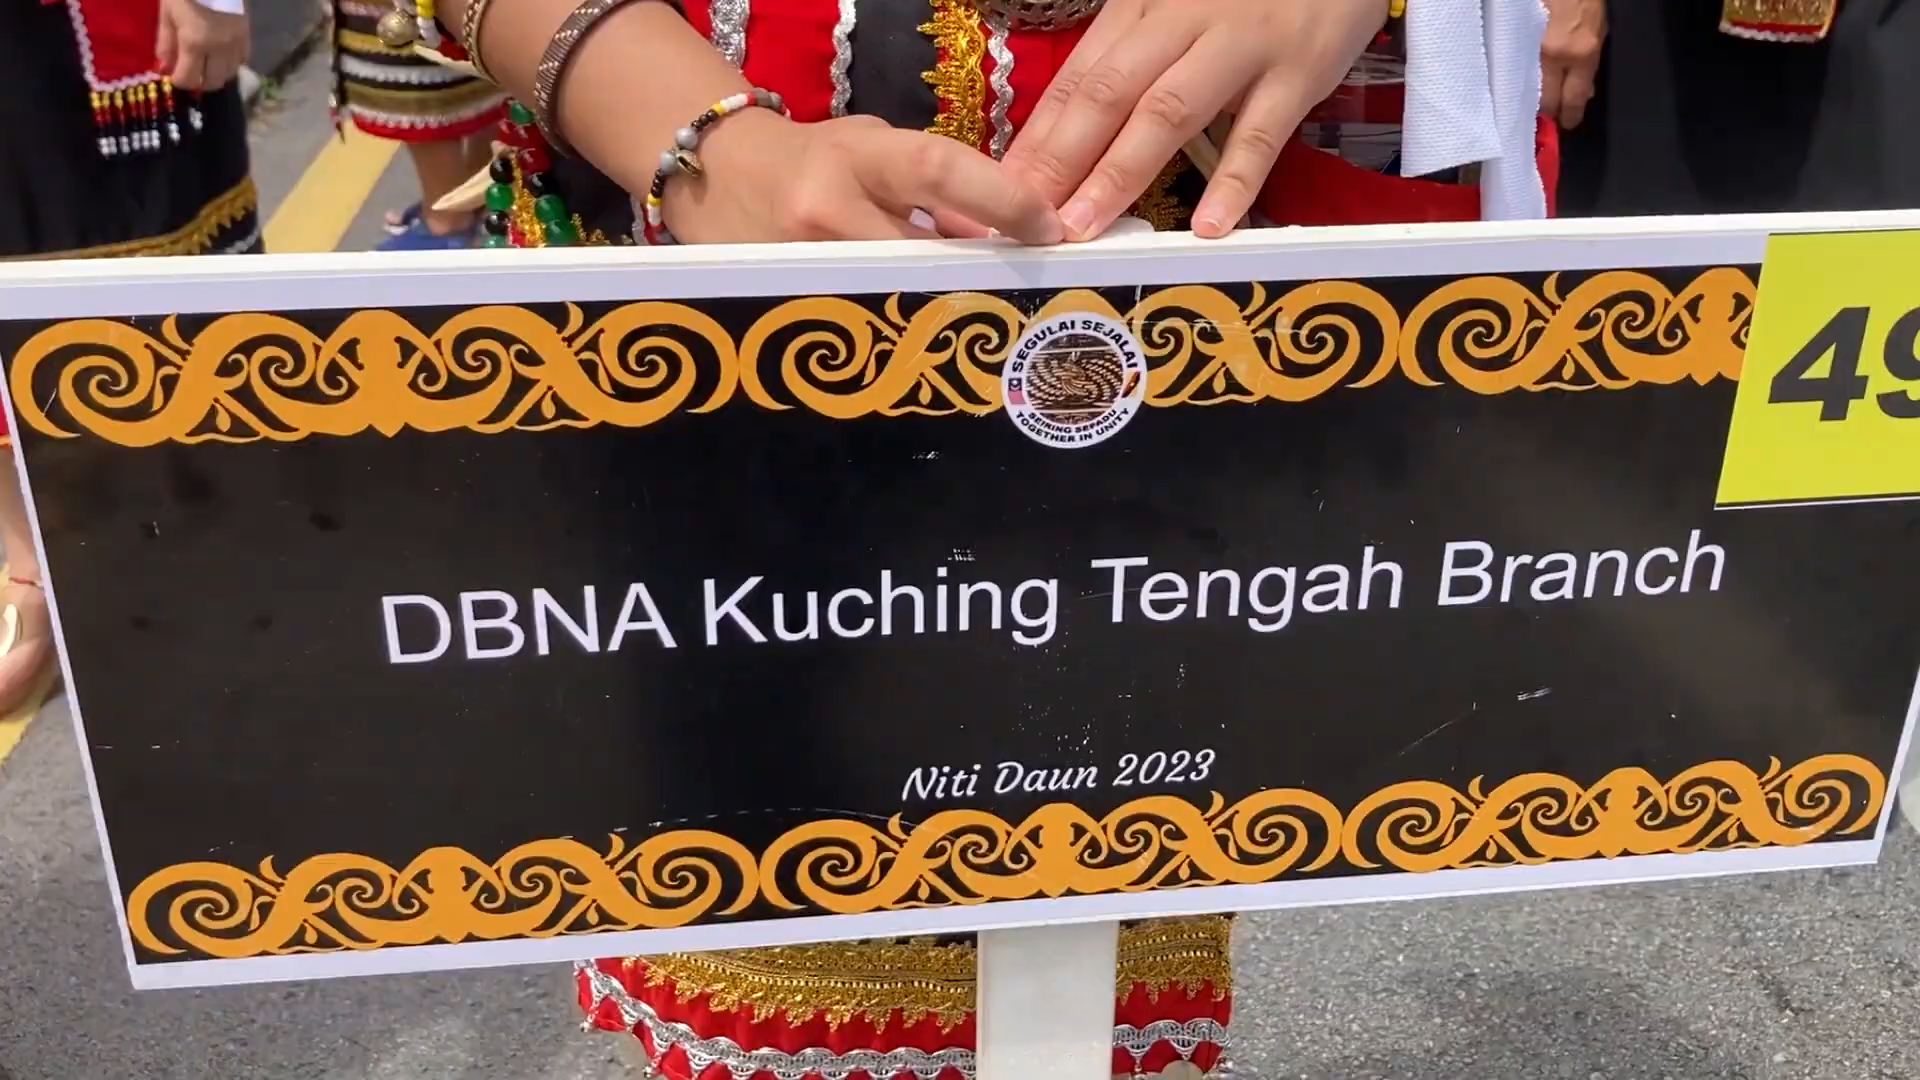 SEGULAI SEJALAI
SEIRING SEPADU
TOGETHER IN UNITY
49
DBNA Kuching Tengah Branch
Niti Daun 2023